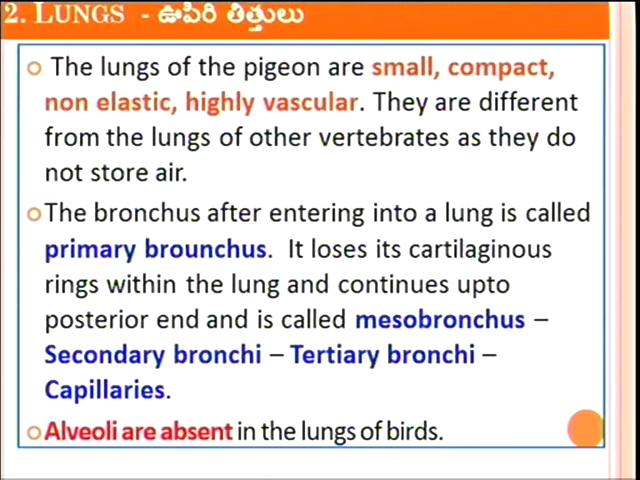 2. LUNGS - ఊపిరి తిత్తులు
The lungs of the pigeon are small, compact,
non elastic, highly vascular. They are different
from the lungs of other vertebrates as they do
not store air.
The bronchus after entering into a lung is called
primary brounchus. It loses its cartilaginous
rings within the lung and continues upto
posterior end and is called mesobronchus –
Secondary bronchi – Tertiary bronchi –
Capillaries.
Alveoli are absent in the lungs of birds.